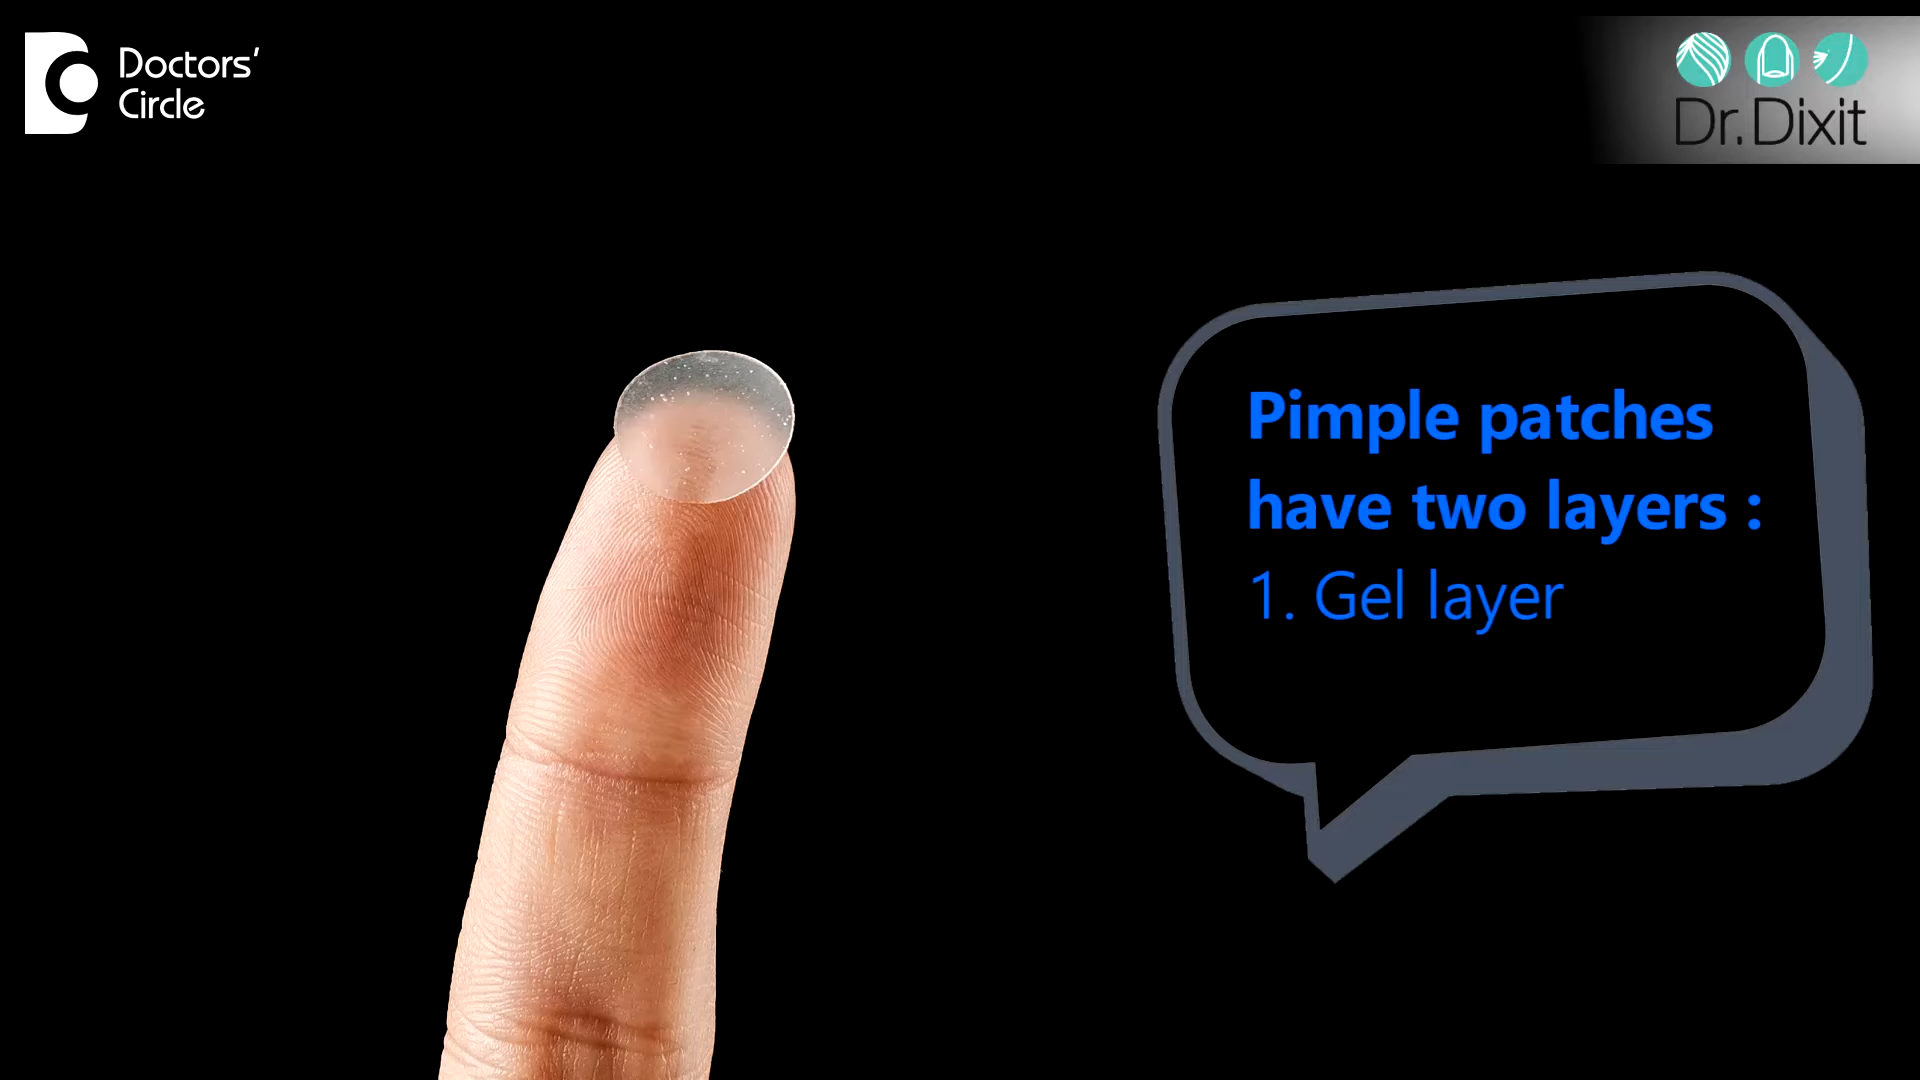 Doctors'
Circle
Dr. Dixit
Pimple patches
have two layers :
1. Gel layer